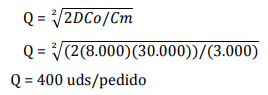 Q = ²√2DCo/Cm
Q = ²√(2(8.000)(30.000))/(3.000)
Q = 400 uds/pedido